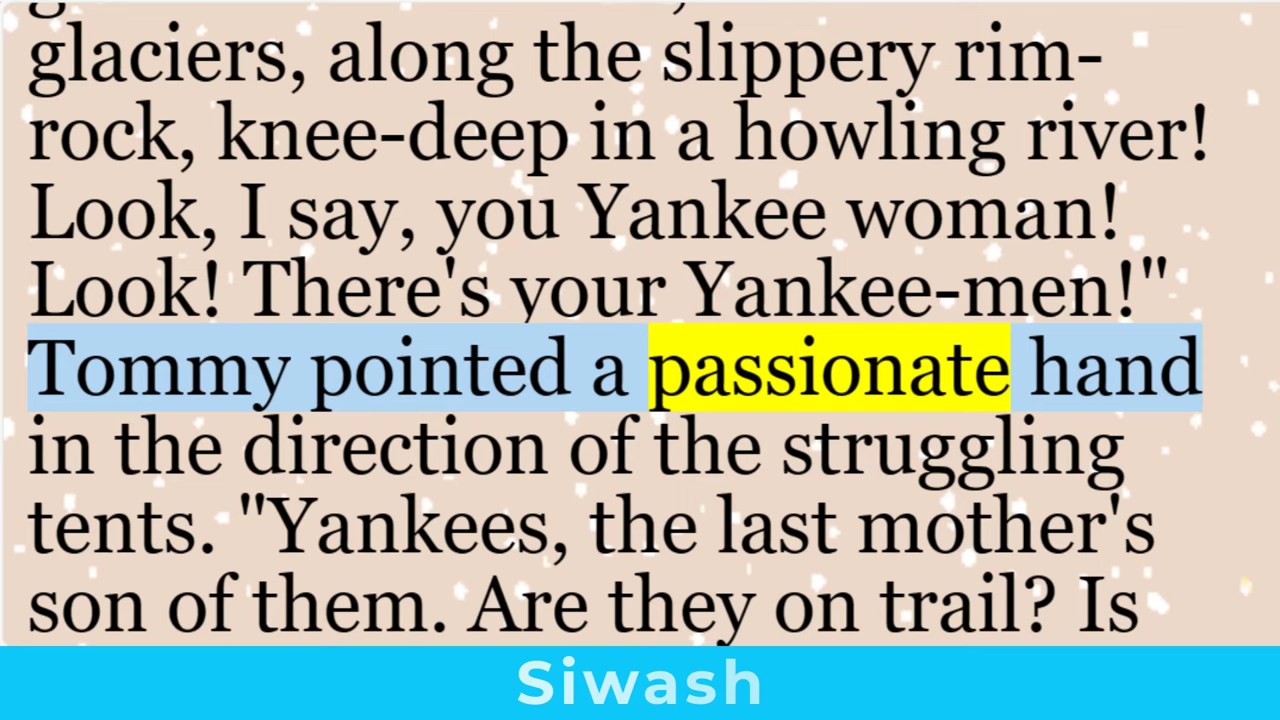 glaciers, along the slippery rim-
rock, knee-deep in a howling river!
Look, I say, you Yankee woman!
Look! There's your Yankee-men!"
Tommy pointed a passionate hand
in the direction of the struggling
tents. "Yankees, the last mother's
son of them. Are they on trail? Is
Siwash